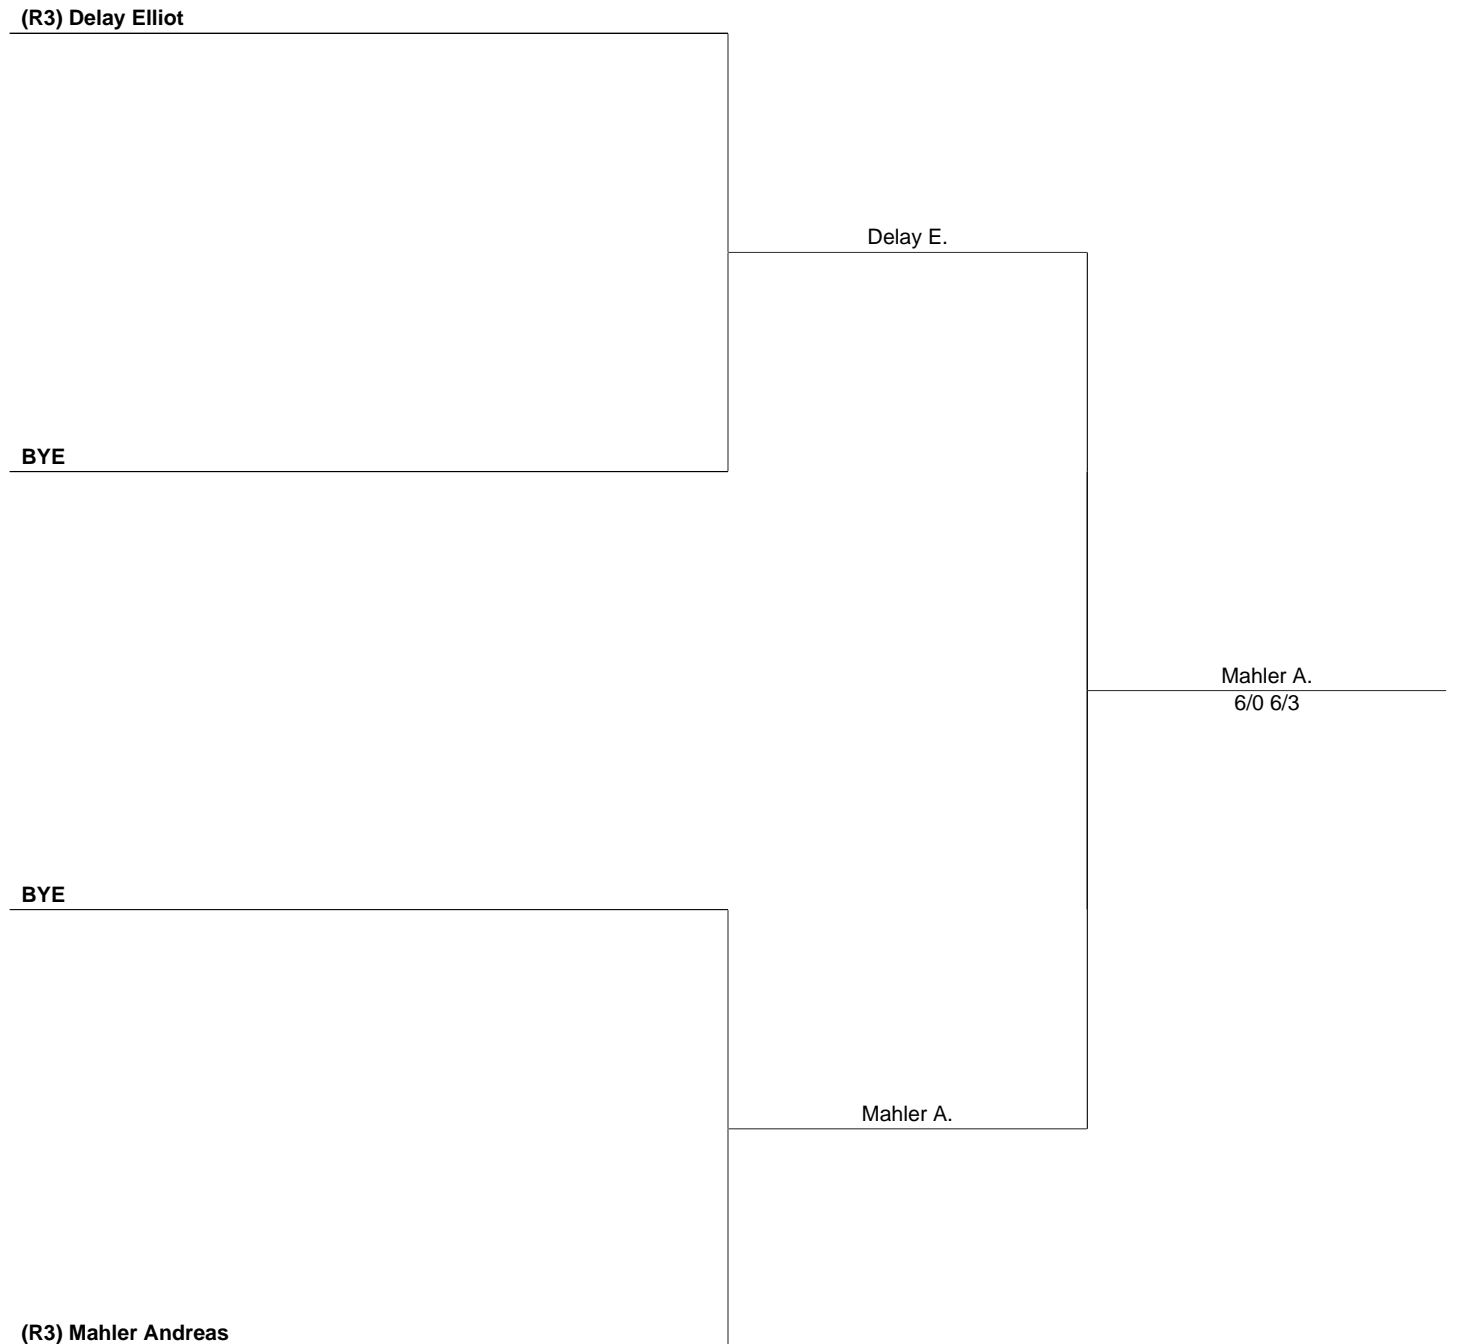 (R3) Delay Elliot
Delay E.
BYE
Mahler A.
6/0 6/3
BYE
Mahler A.
(R3) Mahler Andreas